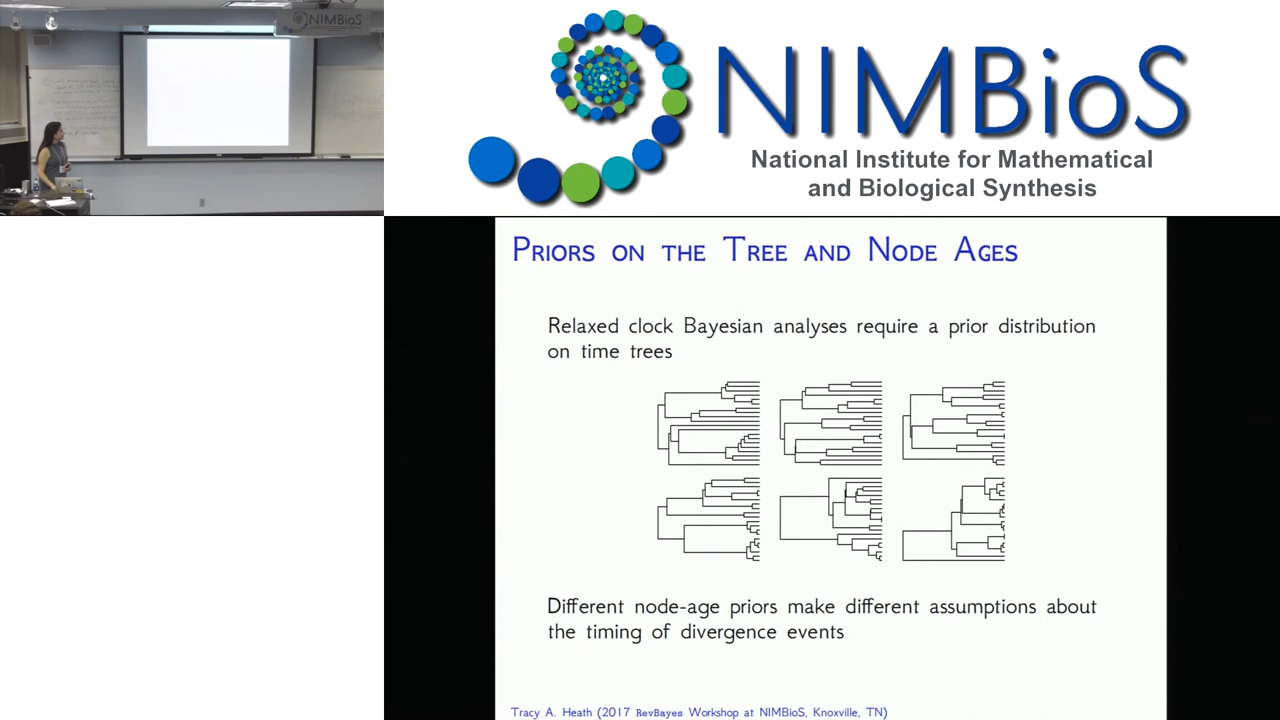 NIMBioS
NIMBioS
National Institute for Mathematical
and Biological Synthesis
Priors on the Tree and Node Ages
Relaxed clock Bayesian analyses require a prior distribution
on time trees
Different node-age priors make different assumptions about
the timing of divergence events
Tracy A. Heath (2017 RevBayes Workshop at NIMBioS, Knoxville, TN)